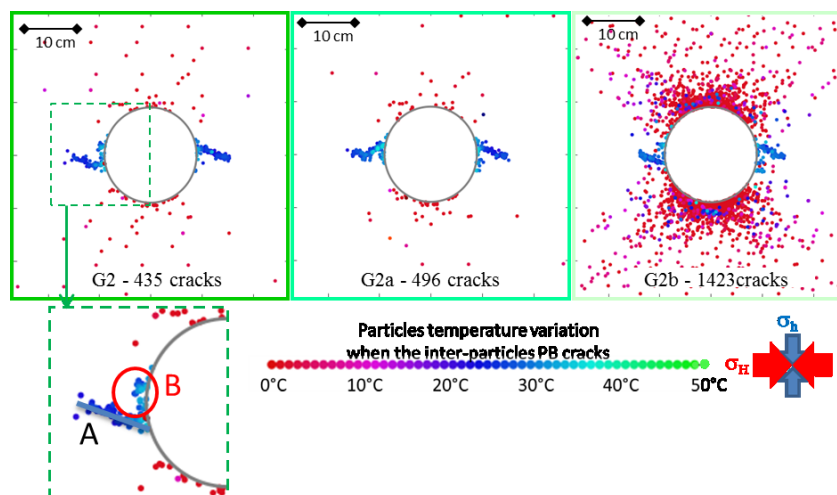 10 cm
10 cm
10 cm
G2 - 435 cracks
G2a - 496 cracks
G2b - 1423cracks
Particles temperature variation
when the inter-particles PB cracks
0°C 10°C 20°C 30°C 40°C 50°C
σh
σH
B
A